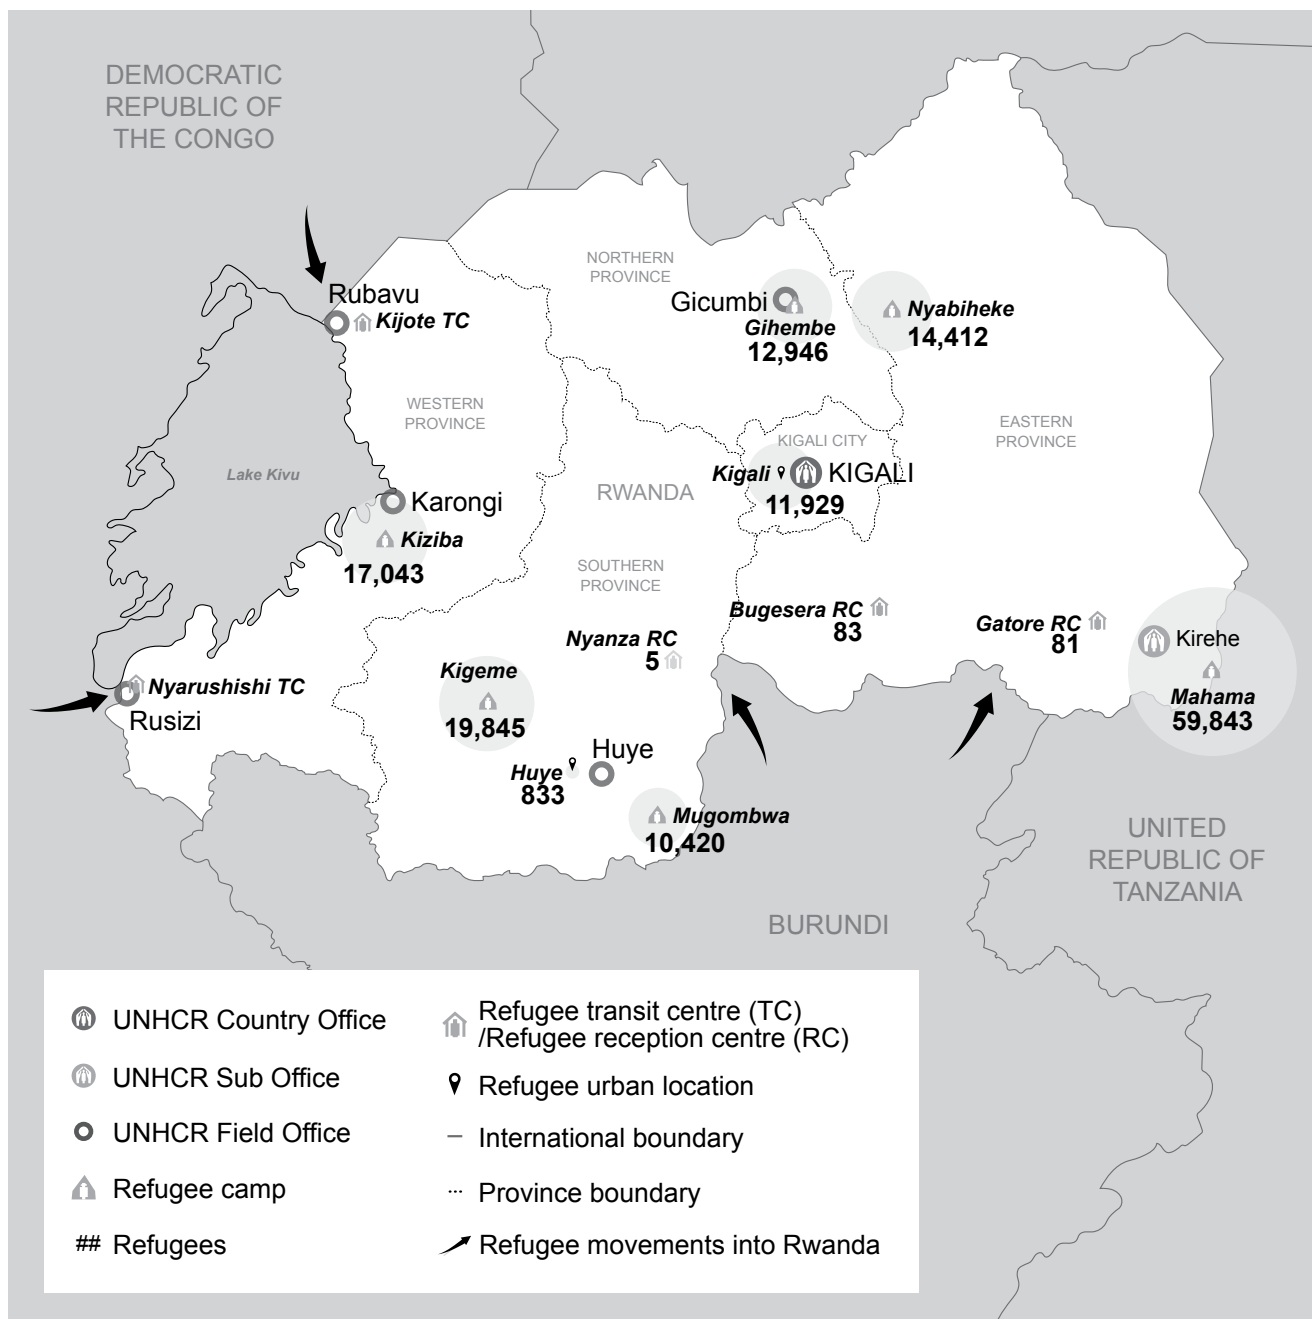 DEMOCRATIC
REPUBLIC OF
THE CONGO
NORTHERN
PROVINCE
Rubavu
Kijote TC
Gicumbi
Gihembe
12,946
Nyabiheke
14,412
WESTERN
PROVINCE
EASTERN
PROVINCE
KIGALI CITY
Kigali
KIGALI
11,929
Lake Kivu
RWANDA
Karongi
Kiziba
17,043
SOUTHERN
PROVINCE
Bugesera RC
83
Gatore RC
81
Kirehe
Mahama
59,843
Nyanza RC
5
Kigeme
19,845
Nyarushishi TC
Rusizi
Huye
Huye
833
Mugombwa
10,420
UNITED
REPUBLIC OF
TANZANIA
BURUNDI
UNHCR Country Office
UNHCR Sub Office
UNHCR Field Office
Refugee camp
## Refugees
Refugee transit centre (TC)
/Refugee reception centre (RC)
Refugee urban location
International boundary
Province boundary
Refugee movements into Rwanda